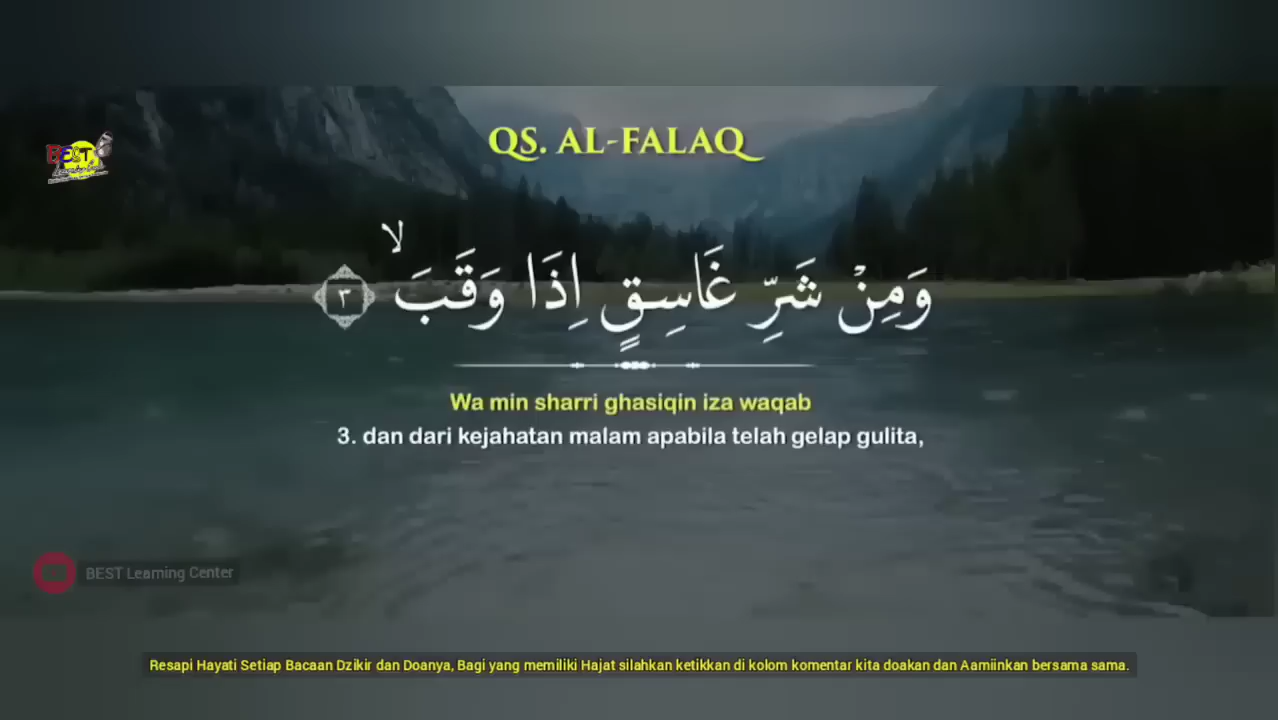 QS. AL-FALAQ
BEST
وَمِنْ شَرِّ غَاسِقٍ اِذَا وَقَبَۙ ٣
Wa min sharri ghasiqin iza waqab
3. dan dari kejahatan malam apabila telah gelap gulita,
BEST Learning Center
Resapi Hayati Setiap Bacaan Dzikir dan Doanya, Bagi yang memiliki Hajat silahkan ketikkan di kolom komentar kita doakan dan Aamiinkan bersama sama.